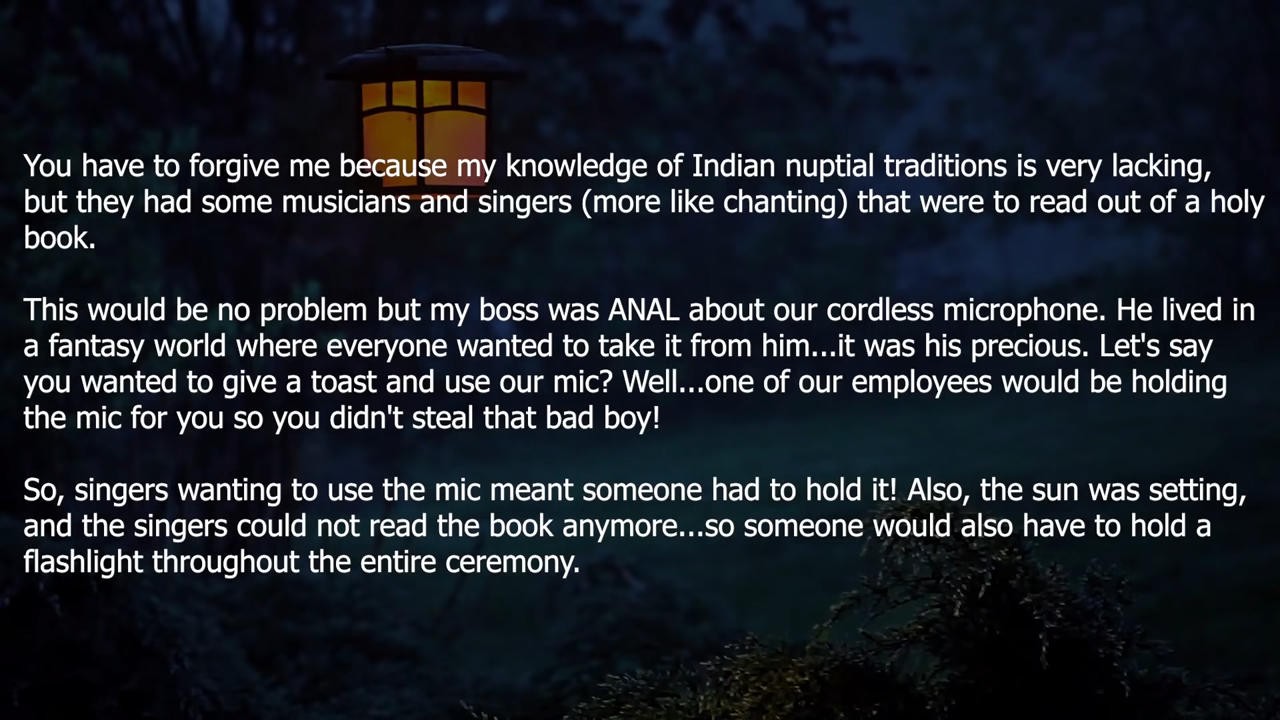 You have to forgive me because my knowledge of Indian nuptial traditions is very lacking,
but they had some musicians and singers (more like chanting) that were to read out of a holy
book.
This would be no problem but my boss was ANAL about our cordless microphone. He lived in
a fantasy world where everyone wanted to take it from him...it was his precious. Let's say
you wanted to give a toast and use our mic? Well...one of our employees would be holding
the mic for you so you didn't steal that bad boy!
So, singers wanting to use the mic meant someone had to hold it! Also, the sun was setting,
and the singers could not read the book anymore...so someone would also have to hold a
flashlight throughout the entire ceremony.